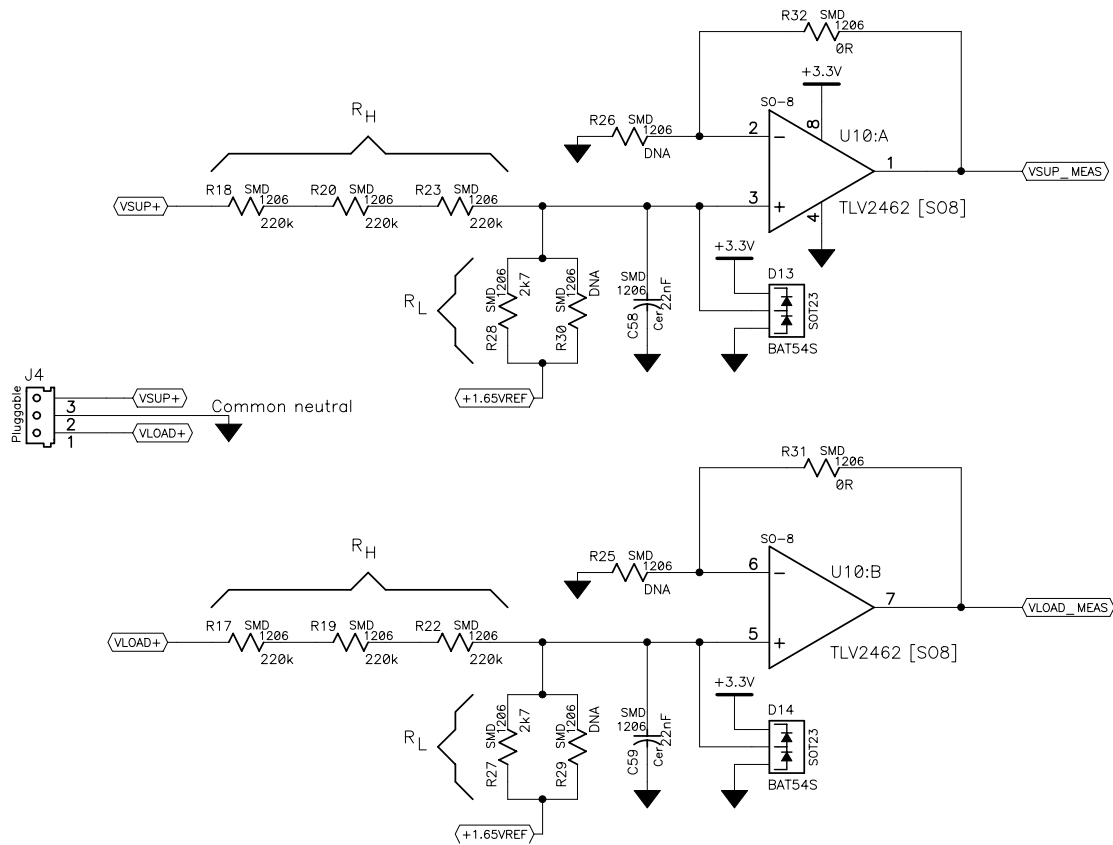 R32 SMD
1206
0R
+3.3V
SO-8
R26 SMD
1206
DNA
2
8
U10:A
1
VSUP_MEAS
3
4
TLV2462 [SO8]
R H
VSUP+
R18 SMD
1206
220k
R20 SMD
1206
220k
R23 SMD
1206
220k
R L
R28 SMD
1206
2k7
R30 SMD
1206
DNA
SMD
1206
C58
Cer
22nF
+3.3V
D13
SOT23
BAT54S
+1.65VREF
J4
Pluggable
3
2
1
VSUP+
Common neutral
VLOAD+
R31 SMD
1206
0R
SO-8
R25 SMD
1206
DNA
6
U10:B
7
VLOAD_MEAS
5
TLV2462 [SO8]
R H
VLOAD+
R17 SMD
1206
220k
R19 SMD
1206
220k
R22 SMD
1206
220k
R L
R27 SMD
1206
2k7
R29 SMD
1206
DNA
SMD
1206
C59
Cer
22nF
+3.3V
D14
SOT23
BAT54S
+1.65VREF